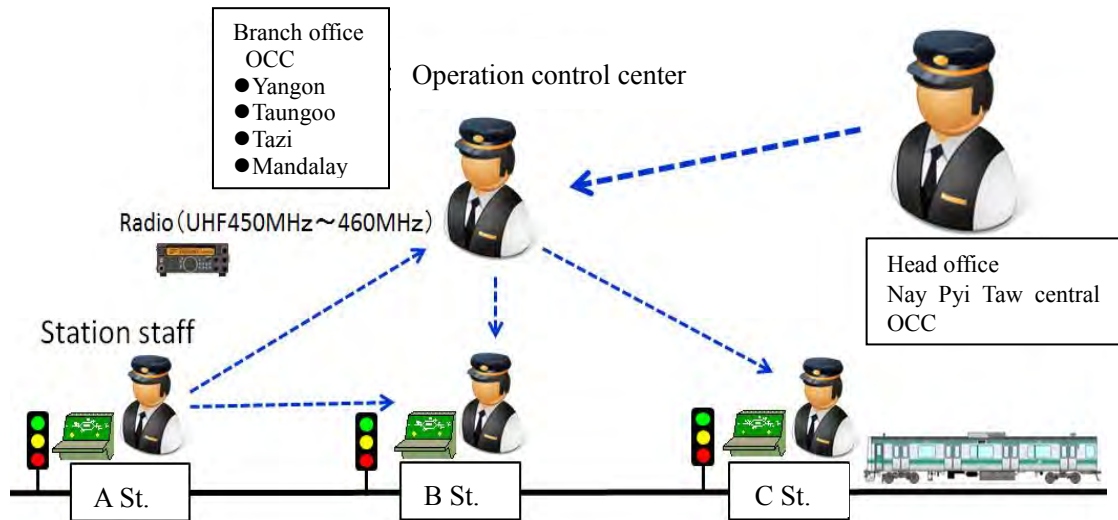 Branch office
OCC
●Yangon
●Taungoo
●Tazi
●Mandalay
Operation control center
Radio（UHF450MHz～460MHz）
Head office
Nay Pyi Taw central
OCC
Station staff
A St.
B St.
C St.